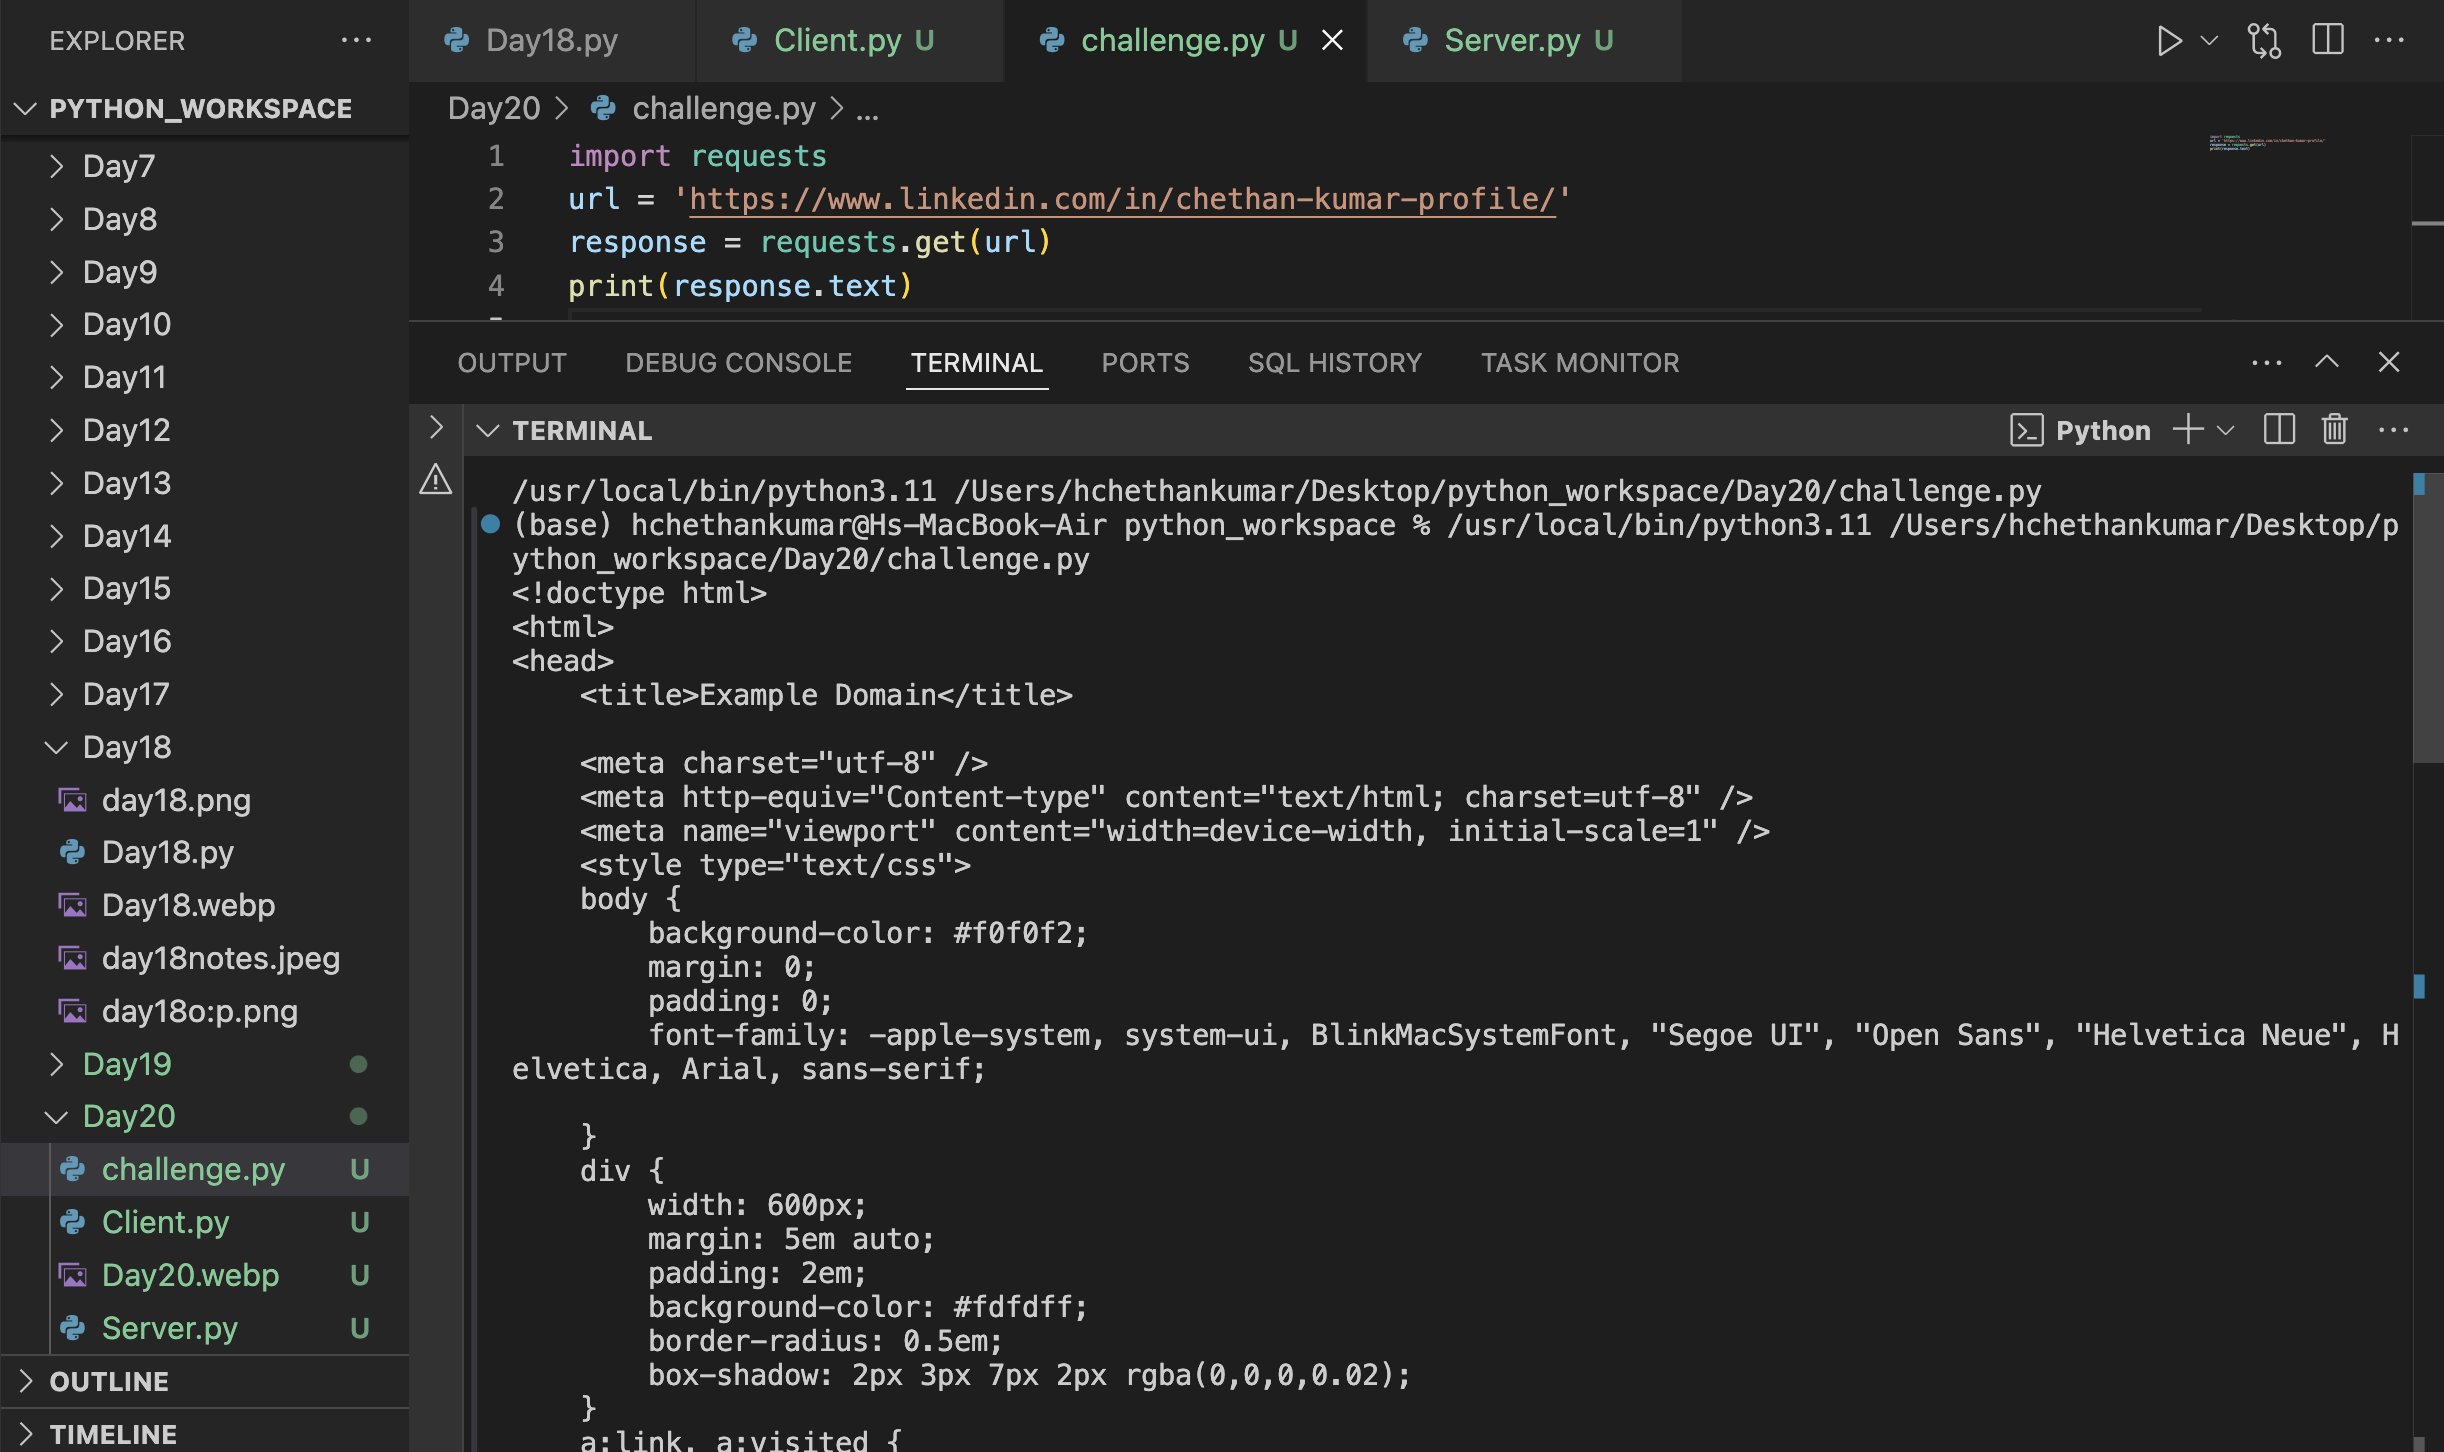 EXPLORER
PYTHON_WORKSPACE
Day7
Day8
Day9
Day10
Day11
Day12
Day13
Day14
Day15
Day16
Day17
Day18
day18.png
Day18.py
Day18.webp
day18notes.jpeg
day18o:p.png
Day19
Day20
challenge.py U
Client.py U
Day20.webp U
Server.py U
OUTLINE
TIMELINE
Day18.py Client.py U challenge.py U Server.py U
Day20 > challenge.py > ...
1 import requests
2 url = 'https://www.linkedin.com/in/chethan-kumar-profile/'
3 response = requests.get(url)
4 print(response.text)
OUTPUT DEBUG CONSOLE TERMINAL PORTS SQL HISTORY TASK MONITOR
TERMINAL Python
/usr/local/bin/python3.11 /Users/hchethankumar/Desktop/python_workspace/Day20/challenge.py
(base) hchethankumar@Hs-MacBook-Air python_workspace % /usr/local/bin/python3.11 /Users/hchethankumar/Desktop/p
ython_workspace/Day20/challenge.py
<!doctype html>
<html>
<head>
    <title>Example Domain</title>

    <meta charset="utf-8" />
    <meta http-equiv="Content-type" content="text/html; charset=utf-8" />
    <meta name="viewport" content="width=device-width, initial-scale=1" />
    <style type="text/css">
    body {
        background-color: #f0f0f2;
        margin: 0;
        padding: 0;
        font-family: -apple-system, system-ui, BlinkMacSystemFont, "Segoe UI", "Open Sans", "Helvetica Neue", H
elvetica, Arial, sans-serif;

    }
    div {
        width: 600px;
        margin: 5em auto;
        padding: 2em;
        background-color: #fdfdff;
        border-radius: 0.5em;
        box-shadow: 2px 3px 7px 2px rgba(0,0,0,0.02);
    }
    a:link, a:visited {